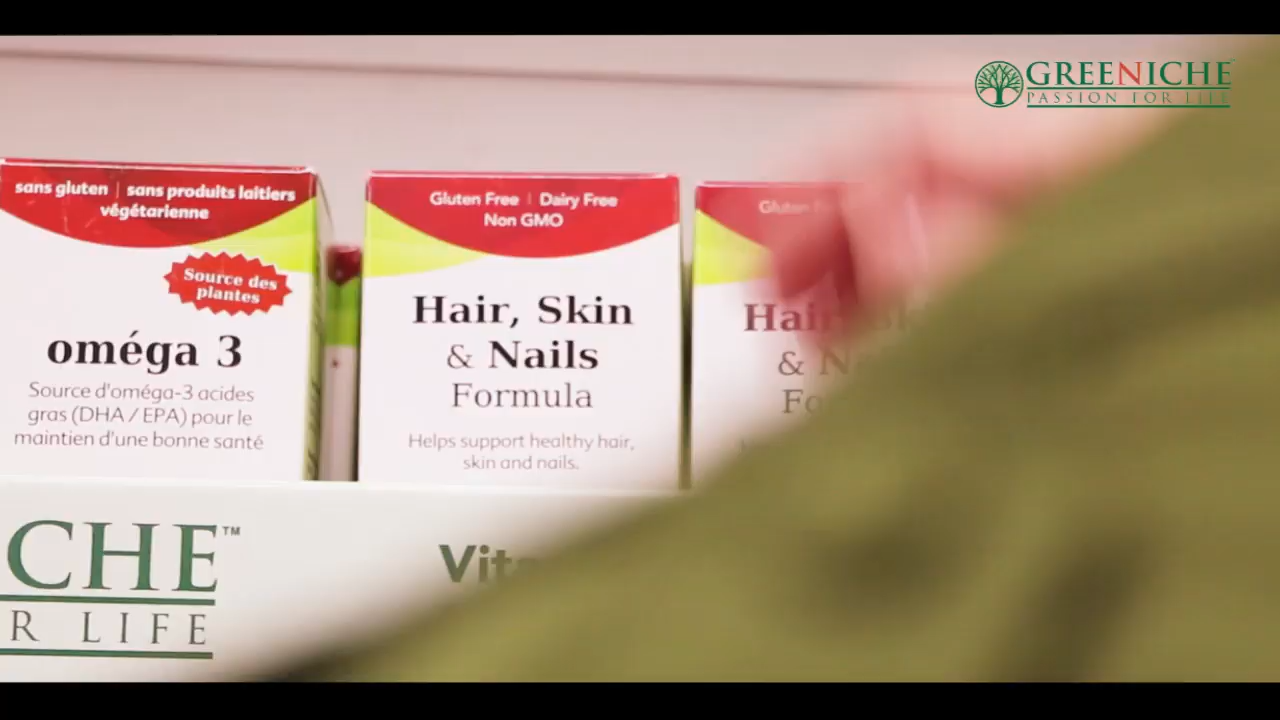 GREENICHE
PASSION FOR LIFE
sans gluten | sans produits laitiers
végétarienne
Source des
plantes
oméga 3
Source d'oméga-3 acides
gras (DHA / EPA) pour le
maintien d'une bonne santé
Gluten Free | Dairy Free
Non GMO
Hair, Skin
& Nails
Formula
Helps support healthy hair,
skin and nails.
Gluten
Hair,
&
CHE™
R LIFE